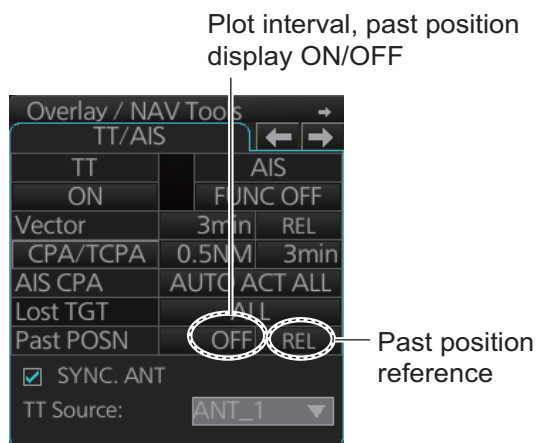 Plot interval, past position
display ON/OFF
Overlay / NAV Tools
TT/AIS
TT AIS
ON FUNC OFF
Vector 3min REL
CPA/TCPA 0.5NM 3min
AIS CPA AUTO ACT ALL
Lost TGT ALL
Past POSN OFF REL
Past position
reference
SYNC. ANT
TT Source: ANT_1